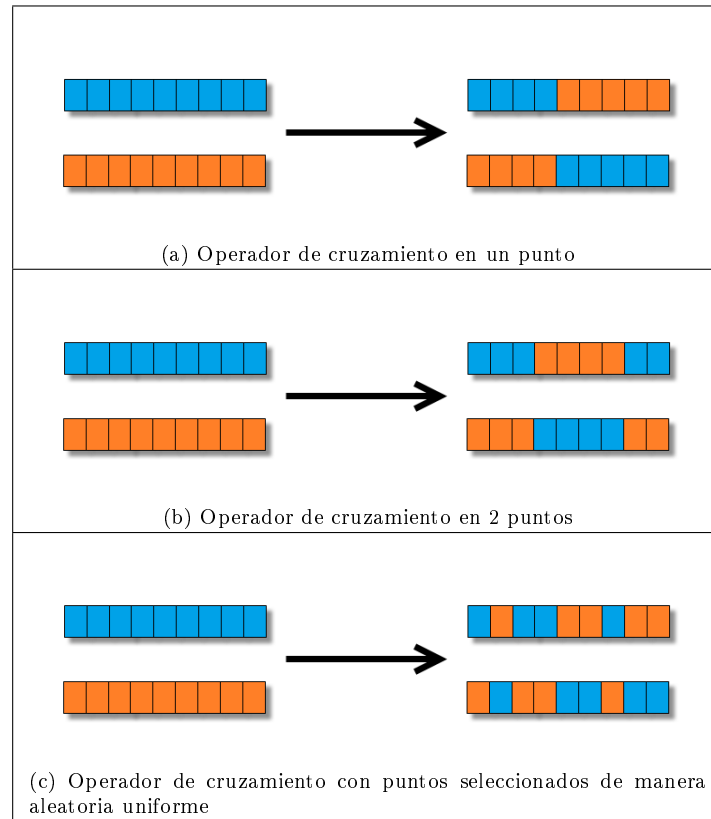 (a) Operador de cruzamiento en un punto
(b) Operador de cruzamiento en 2 puntos
(c) Operador de cruzamiento con puntos seleccionados de manera
aleatoria uniforme